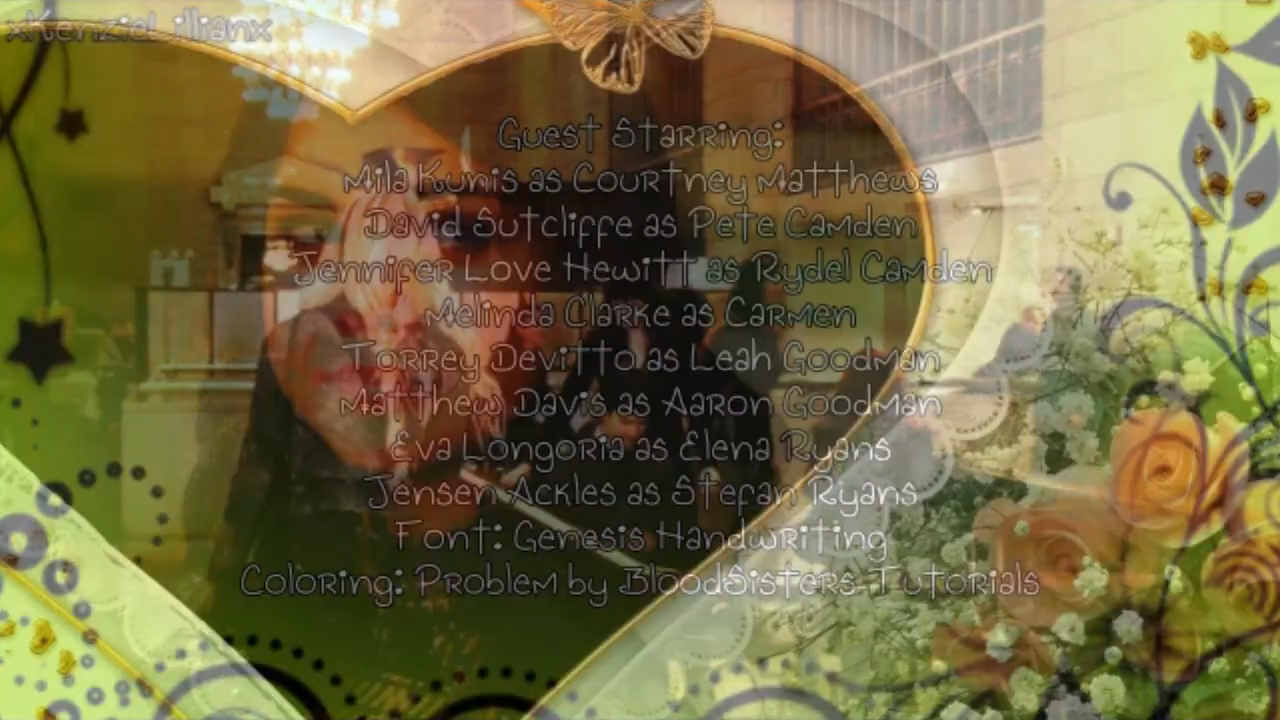 xKenzieLillianx
Guest Starring:
Mila Kunis as Courtney Matthews
David Sutcliffe as Pete Camden
Jennifer Love Hewitt as Rydel Camden
Melinda Clarke as Carmen
Torrey Devitto as Leah Goodman
Matthew Davis as Aaron Goodman
Eva Longoria as Elena Ryans
Jensen Ackles as Stefan Ryans
Font: Genesis Handwriting
Coloring: Problem by BloodSisters Tutorials